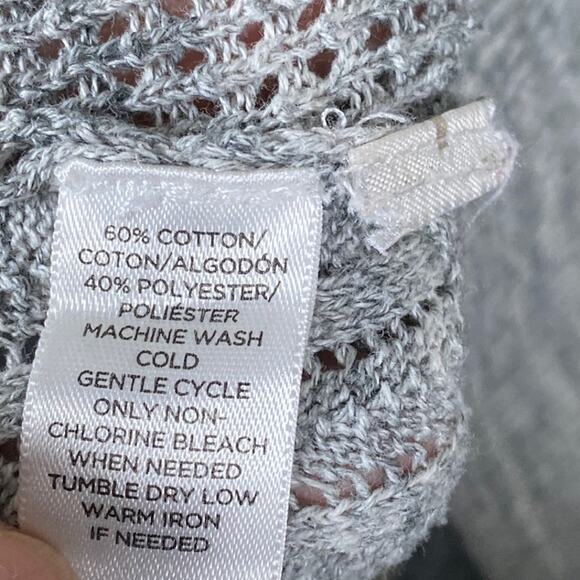 60% COTTON/
COTON/ALGODÓN
40% POLYESTER/
POLIÉSTER
MACHINE WASH
COLD
GENTLE CYCLE
ONLY NON-
CHLORINE BLEACH
WHEN NEEDED
TUMBLE DRY LOW
WARM IRON
IF NEEDED